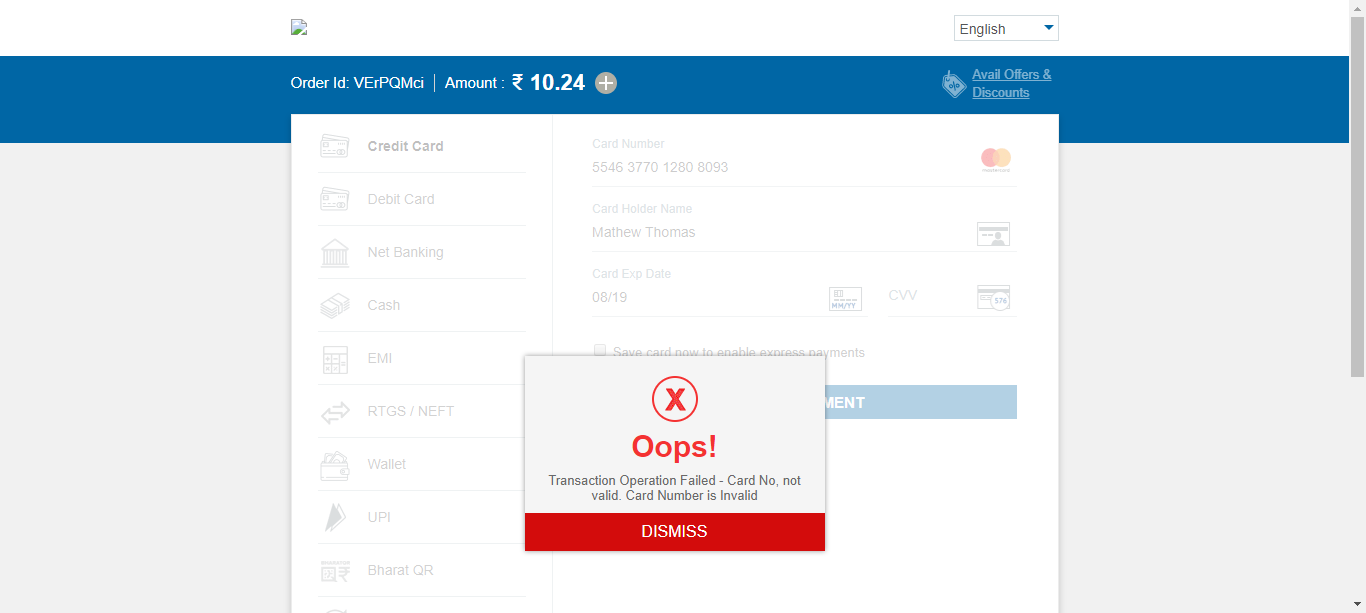 English
Order Id: VErPQMci | Amount : ₹ 10.24
Avail Offers &
Discounts
Credit Card
Debit Card
Net Banking
Cash
EMI
RTGS / NEFT
Wallet
UPI
Bharat QR
Card Number
5546 3770 1280 8093
Card Holder Name
Mathew Thomas
Card Exp Date
08/19
MM/YY
CVV
576
Save card now to enable express payments
MENT
X
Oops!
Transaction Operation Failed - Card No, not
valid. Card Number is Invalid
DISMISS